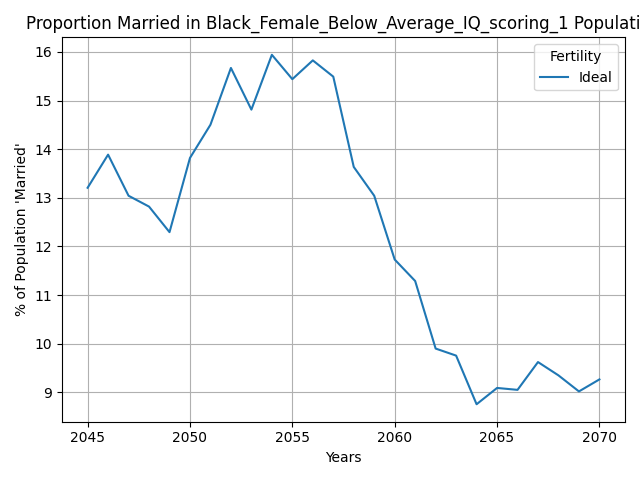 Proportion Married in Black_Female_Below_Average_IQ_scoring_1 Populati
Fertility
Ideal
% of Population 'Married'
16
15
14
13
12
11
10
9
2045 2050 2055 2060 2065 2070
Years